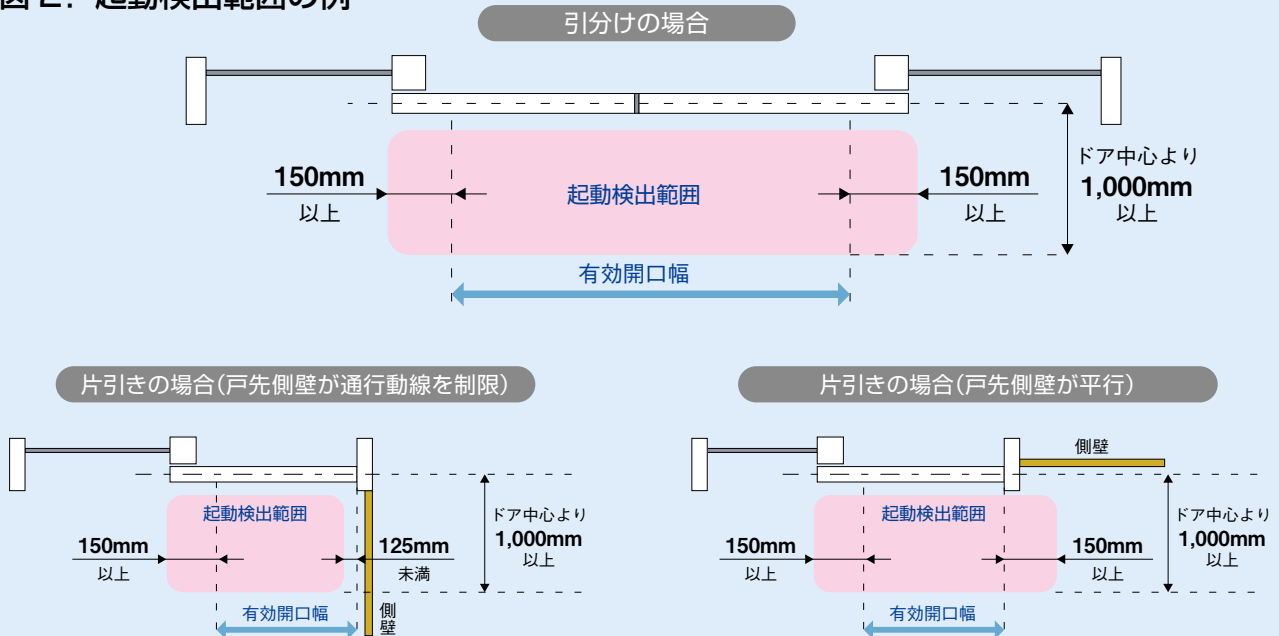 図2．起動検出範囲の例
引分けの場合
150mm
以上
起動検出範囲
150mm
以上
ドア中心より
1,000mm
以上
有効開口幅
片引きの場合(戸先側壁が通行動線を制限)
起動検出範囲
150mm
以上
125mm
未満
ドア中心より
1,000mm
以上
有効開口幅
側壁
片引きの場合(戸先側壁が平行)
側壁
起動検出範囲
150mm
以上
150mm
以上
ドア中心より
1,000mm
以上
有効開口幅